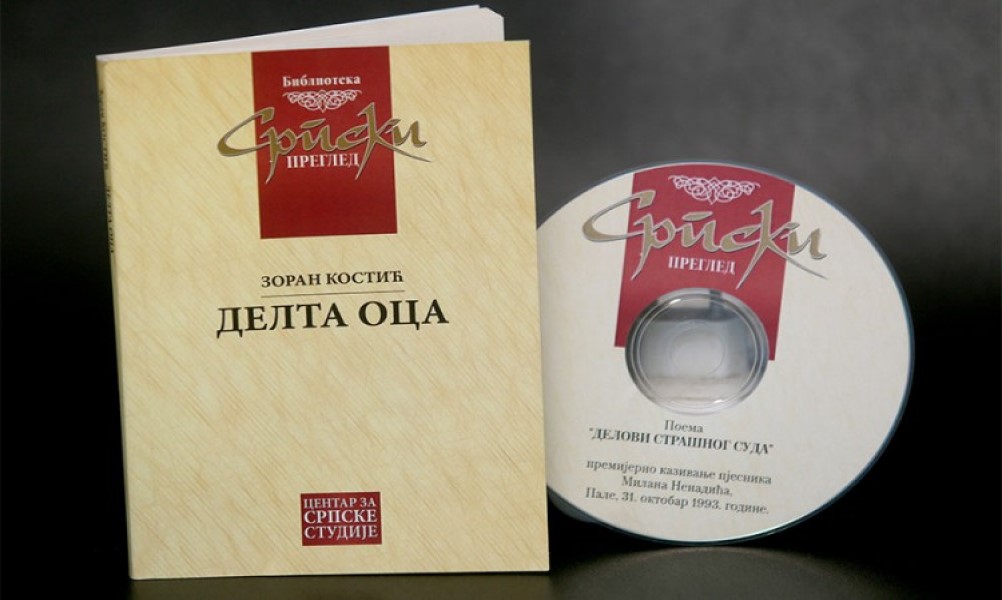 Библиотска
Српски
ПРЕГЛЕД
ЗОРАН КОСТИЋ
ДЕЛТА ОЦА
ЦЕНТАР ЗА
СРПСКЕ
СТУДИЈЕ
Српски
ПРЕГЛЕД
Поема
"ДЕЛОВИ СТРАШНОГ СУДА"
премијерно казивање пјесника
Милана Ненадића,
Пале, 31. октобар 1993. године.